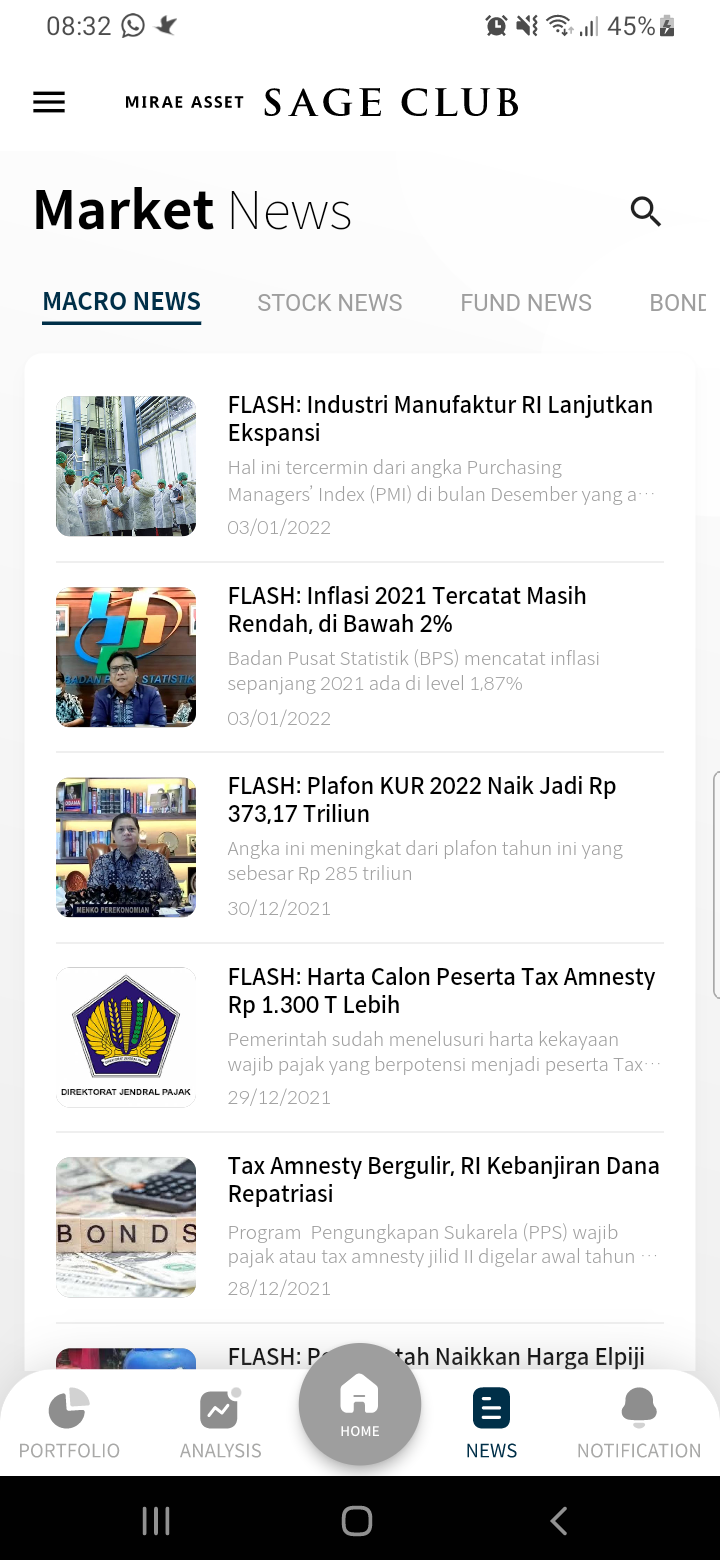 08:32
45%
MIRAE ASSET SAGE CLUB
Market News
MACRO NEWS STOCK NEWS FUND NEWS BOND
FLASH: Industri Manufaktur RI Lanjutkan
Ekspansi
Hal ini tercermin dari angka Purchasing
Managers' Index (PMI) di bulan Desember yang a...
03/01/2022
FLASH: Inflasi 2021 Tercatat Masih
Rendah, di Bawah 2%
Badan Pusat Statistik (BPS) mencatat inflasi
sepanjang 2021 ada di level 1,87%
03/01/2022
BADAN P STATISTIK
FLASH: Plafon KUR 2022 Naik Jadi Rp
373,17 Triliun
Angka ini meningkat dari plafon tahun ini yang
sebesar Rp 285 triliun
30/12/2021
MENKO PEREKONOMIAN
FLASH: Harta Calon Peserta Tax Amnesty
Rp 1.300 T Lebih
Pemerintah sudah menelusuri harta kekayaan
wajib pajak yang berpotensi menjadi peserta Tax...
29/12/2021
DIREKTORAT JENDRAL PAJAK
Tax Amnesty Bergulir, RI Kebanjiran Dana
Repatriasi
Program  Pengungkapan Sukarela (PPS) wajib
pajak atau tax amnesty jilid II digelar awal tahun ...
28/12/2021
BONDS
FLASH: P tah Naikkan Harga Elpiji
PORTFOLIO ANALYSIS HOME NEWS NOTIFICATION